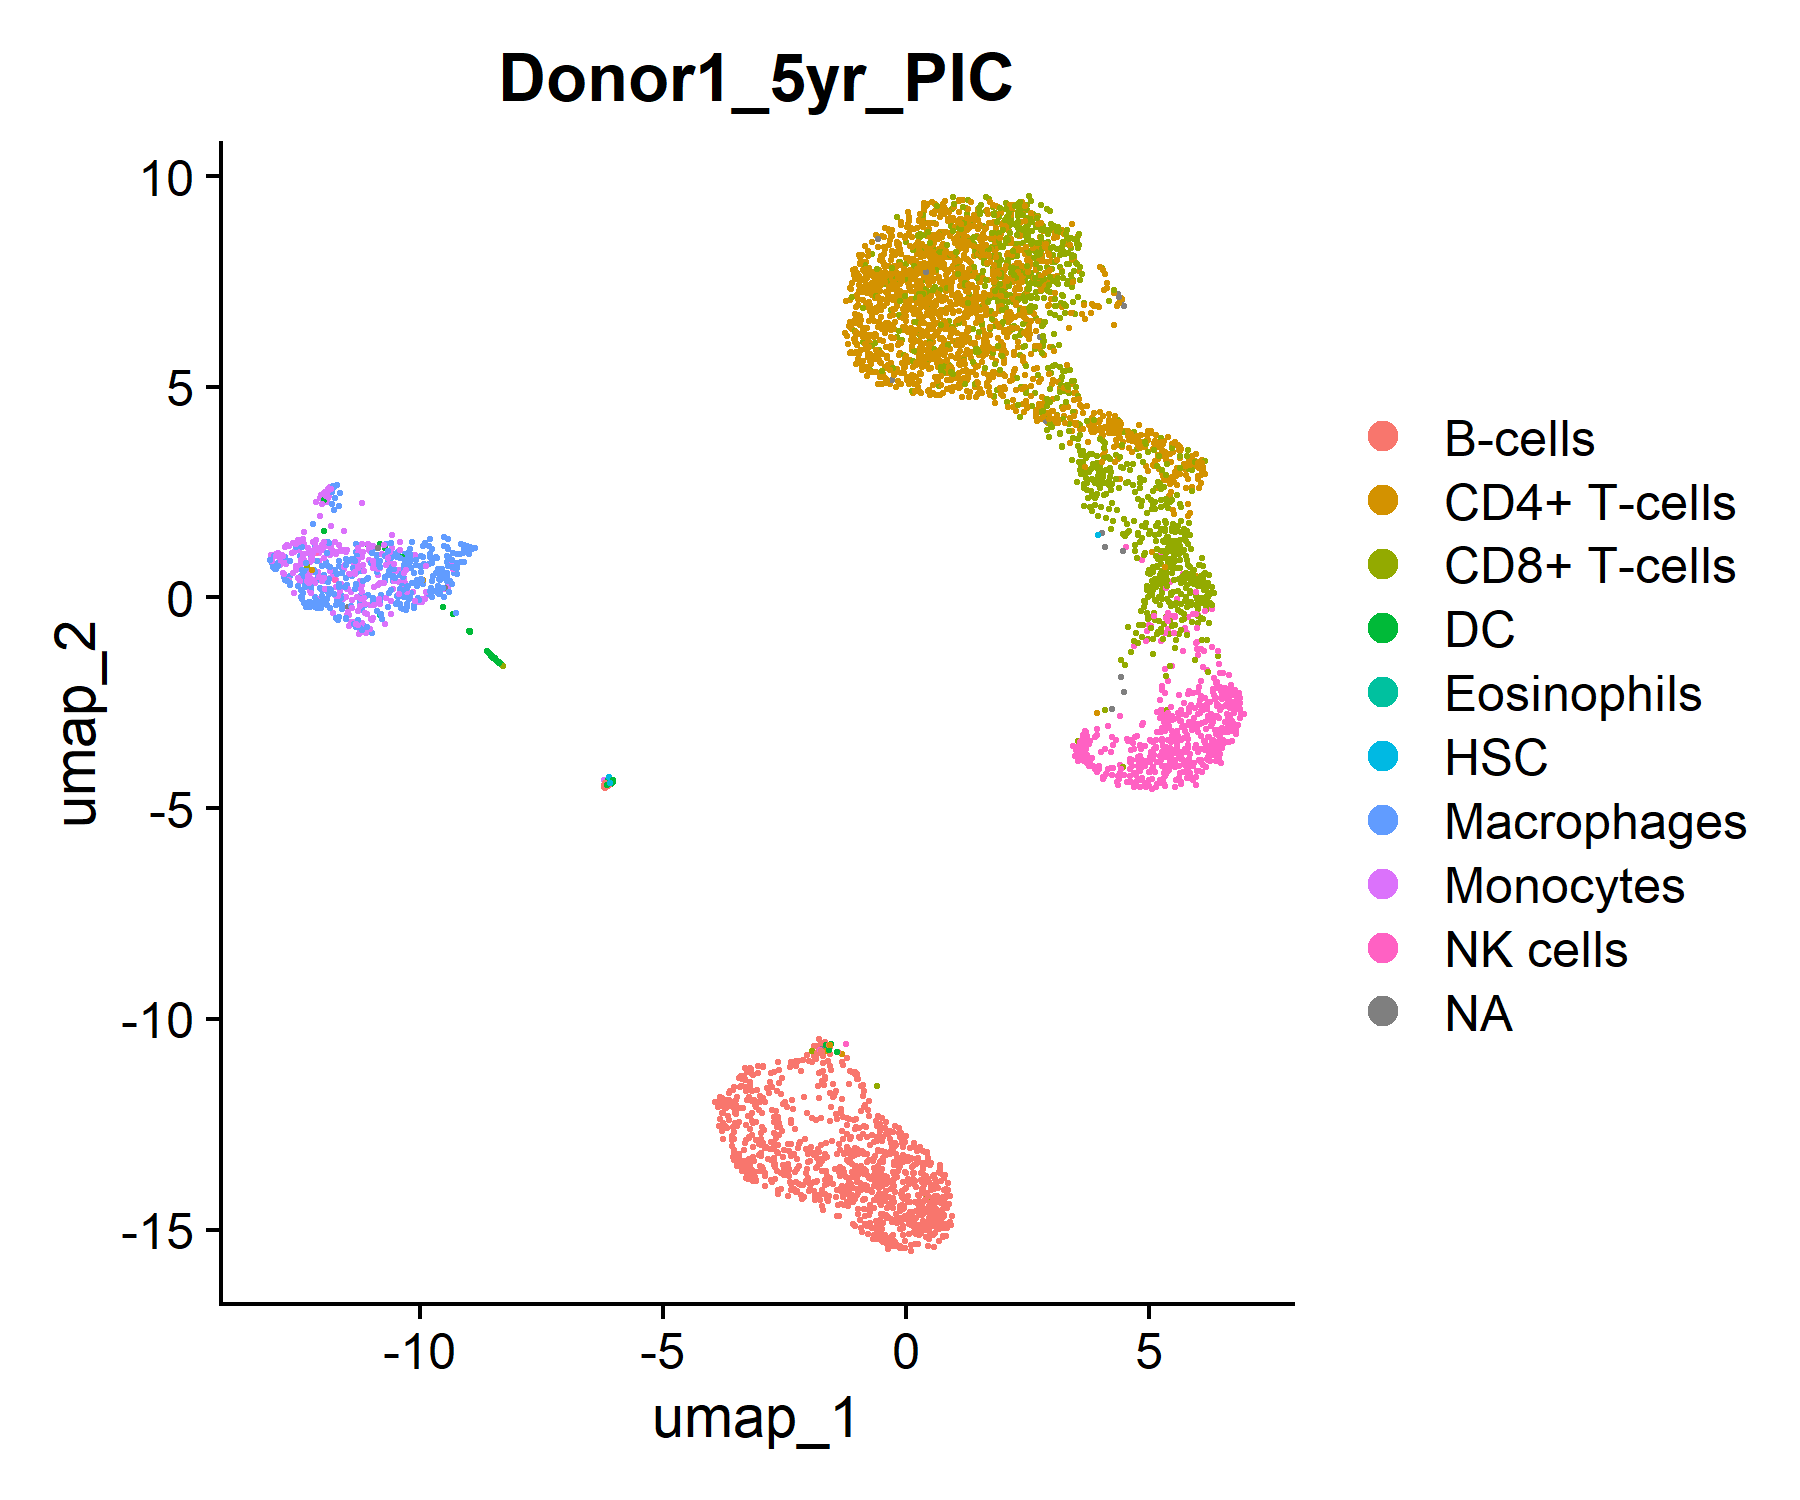 Donor1_5yr_PIC
10
5
0
-5
-10
-15
umap_2
-10
-5
0
5
umap_1
B-cells
CD4+ T-cells
CD8+ T-cells
DC
Eosinophils
HSC
Macrophages
Monocytes
NK cells
NA